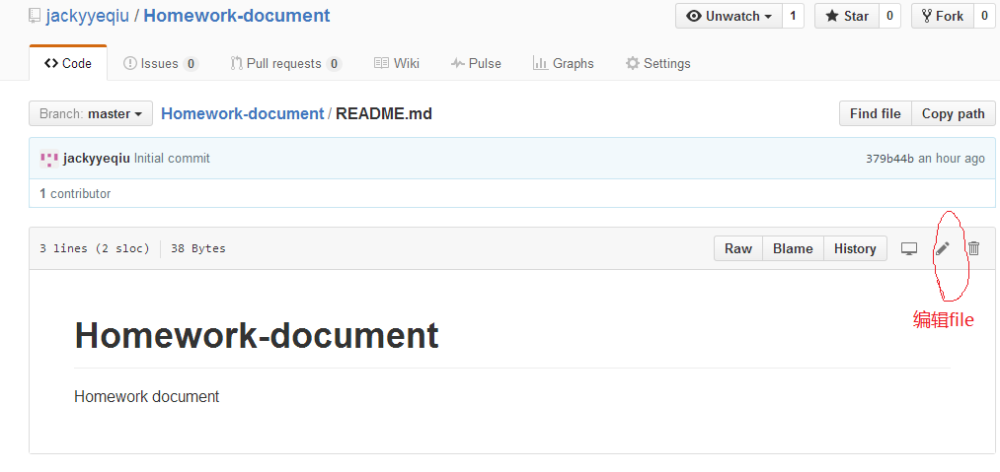 jackyyeqiu / Homework-document Unwatch 1 Star 0 Fork 0
Code Issues 0 Pull requests 0 Wiki Pulse Graphs Settings
Branch: master Homework-document / README.md Find file Copy path
jackyyeqiu Initial commit 379b44b an hour ago
1 contributor
3 lines (2 sloc) 38 Bytes Raw Blame History
编辑file
Homework-document
Homework document